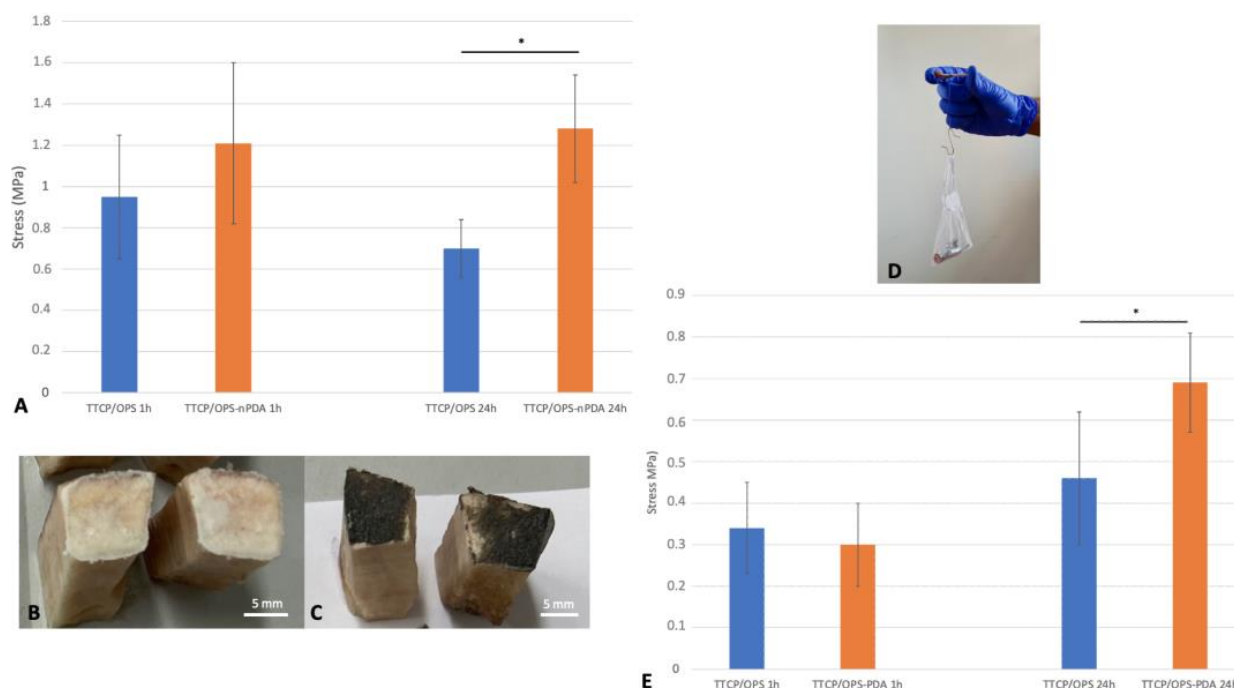 1.8
1.6
1.4
1.2
1
0.8
0.6
0.4
0.2
0
Stress (MPa)
*
A
TTCP/OPS 1h
TTCP/OPS-nPDA 1h
TTCP/OPS 24h
TTCP/OPS-nPDA 24h
B
5 mm
C
5 mm
D
0.9
0.8
0.7
0.6
0.5
0.4
0.3
0.2
0.1
0
Stress MPa
*
E
TTCP/OPS 1h
TTCP/OPS-PDA 1h
TTCP/OPS 24h
TTCP/OPS-PDA 24h